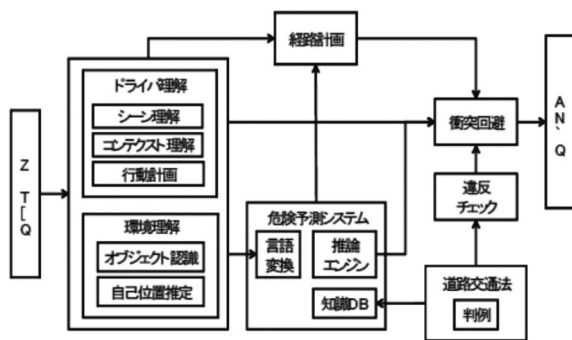 経路計画
ドライバ理解
シーン理解
コンテクスト理解
行動計画
環境理解
オブジェクト認識
自己位置推定
危険予測システム
言語
変換
推論
エンジン
知識DB
衝突回避
違反
チェック
道路交通法
判例